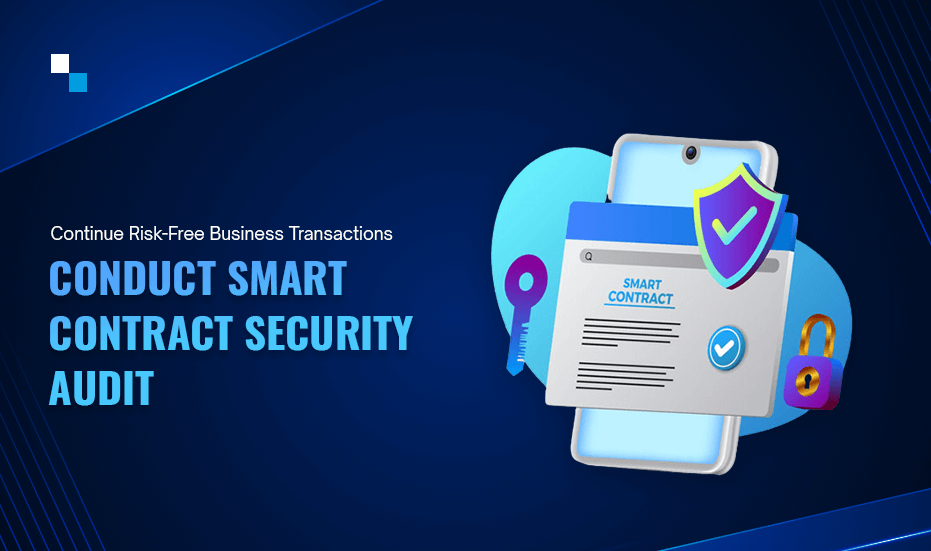 Continue Risk-Free Business Transactions
CONDUCT SMART
CONTRACT SECURITY
AUDIT
SMART
CONTRACT